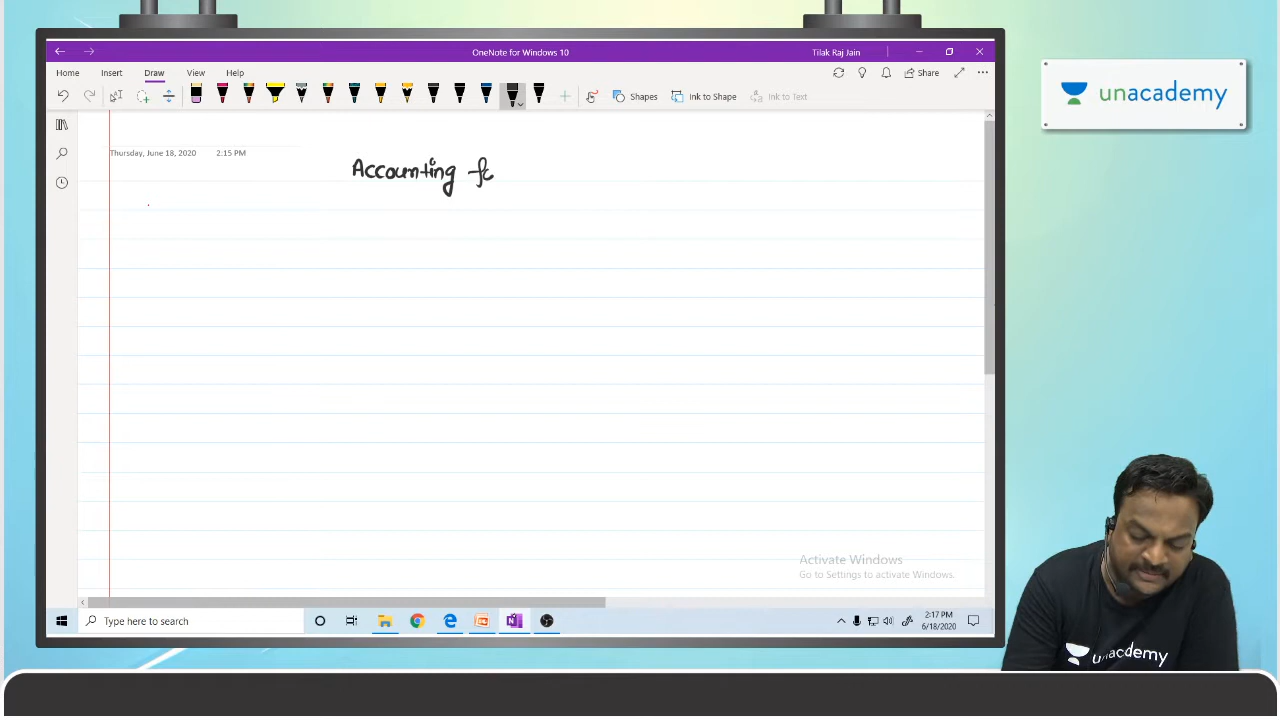 OneNote for Windows 10
Tilak Raj Jain
Home Insert Draw View Help
Share
Shapes Ink to Shape Ink to Text
unacademy
Thursday, June 18, 2020 2:15 PM
Accounting fo
Activate Windows
Go to Settings to activate Windows.
Type here to search
2:17 PM
6/18/2020
unacademy